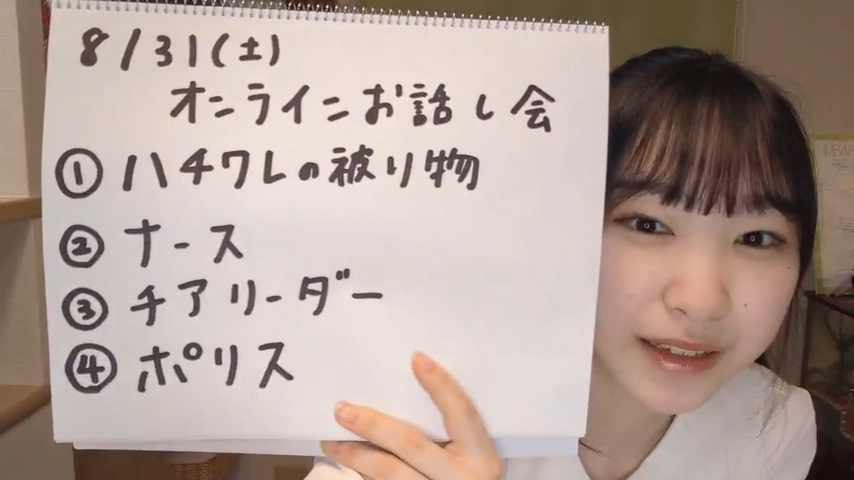 8/31(土)
オンラインお話し会
① ハチワレの被り物
② ナース
③ チアリーダー
④ ポリス